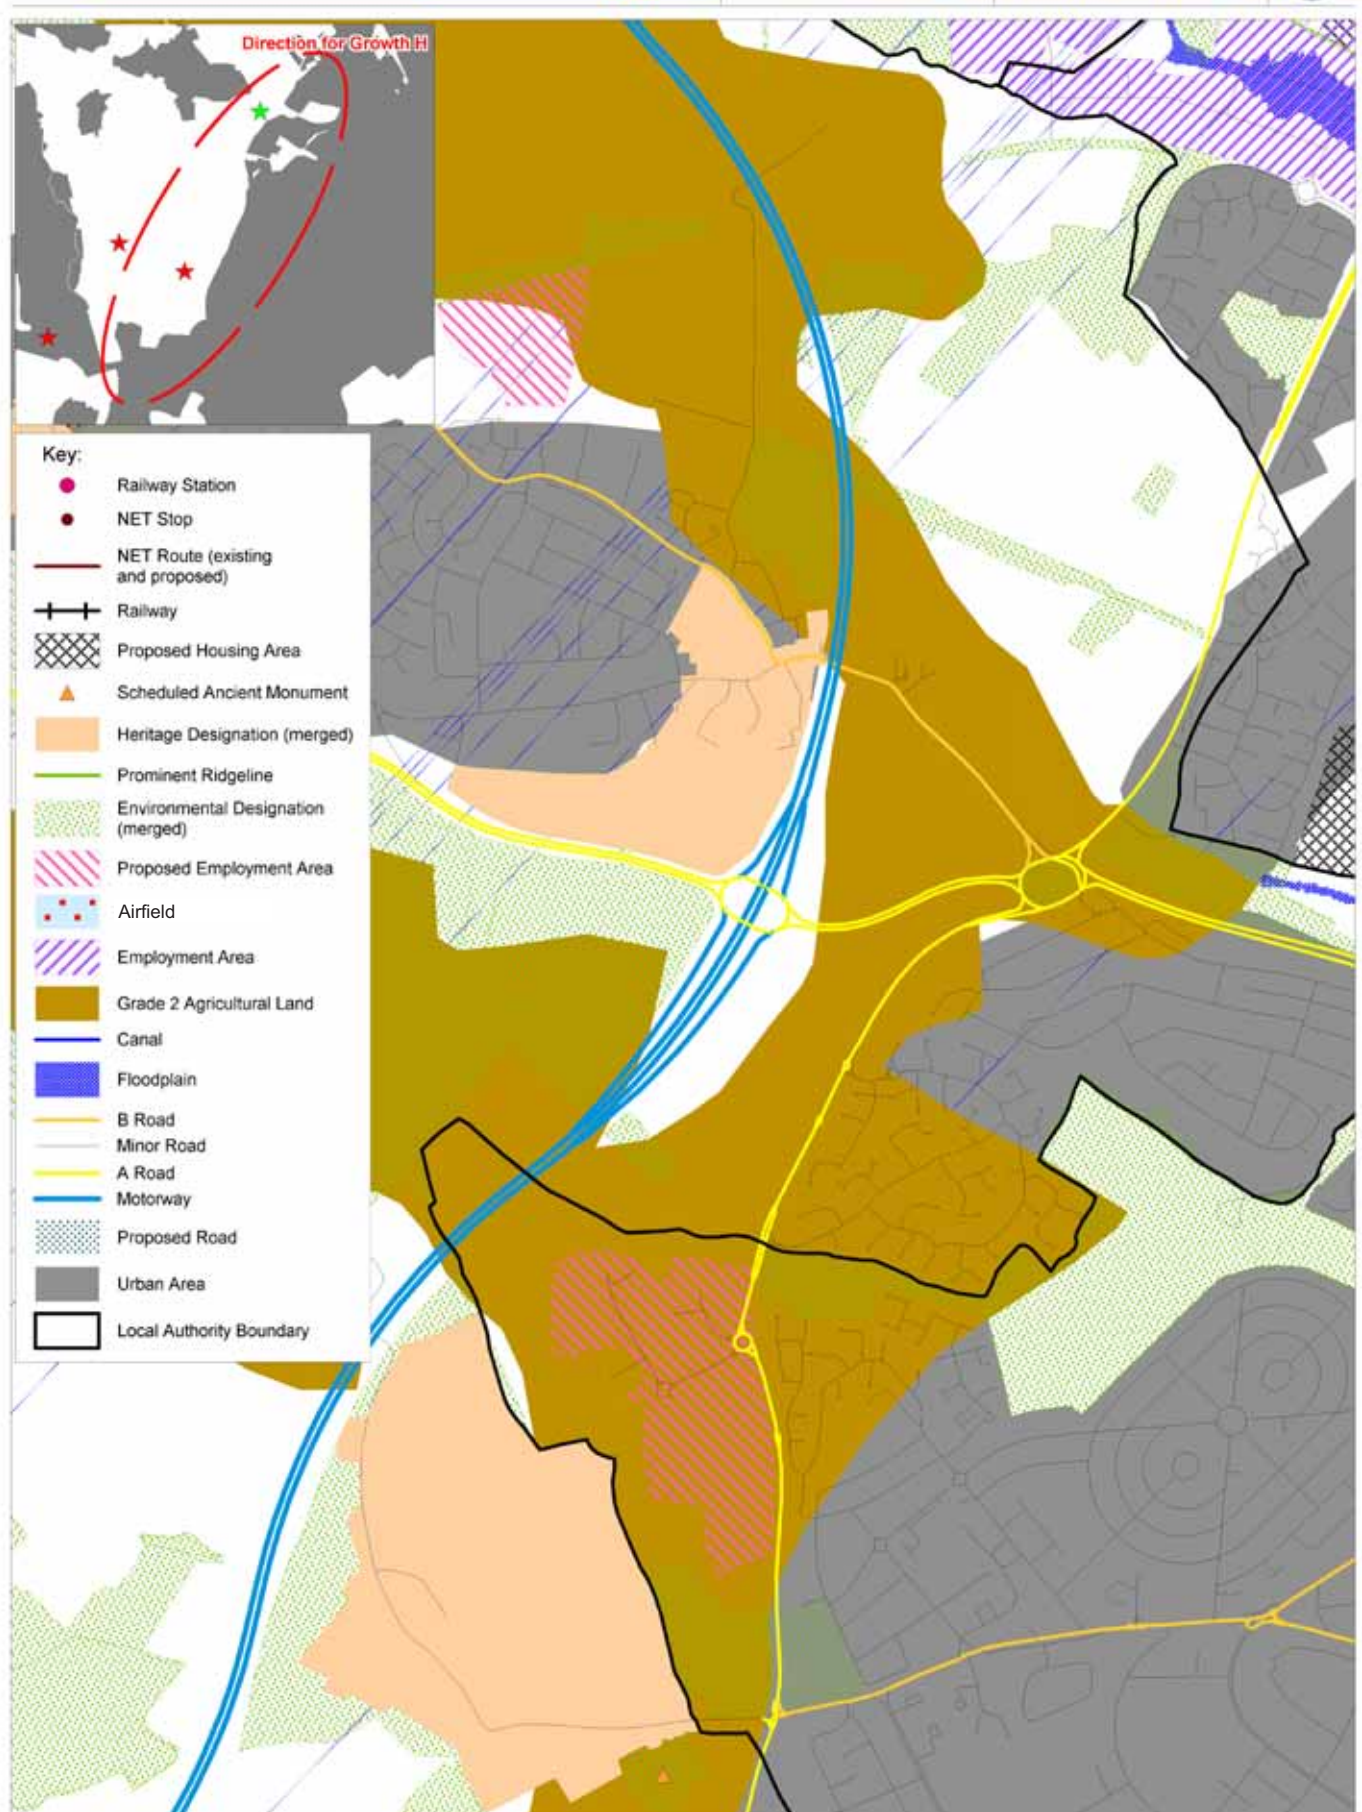 Direction for Growth H
Key:
Railway Station
NET Stop
NET Route (existing
and proposed)
Railway
Proposed Housing Area
Scheduled Ancient Monument
Heritage Designation (merged)
Prominent Ridgeline
Environmental Designation
(merged)
Proposed Employment Area
Airfield
Employment Area
Grade 2 Agricultural Land
Canal
Floodplain
B Road
Minor Road
A Road
Motorway
Proposed Road
Urban Area
Local Authority Boundary